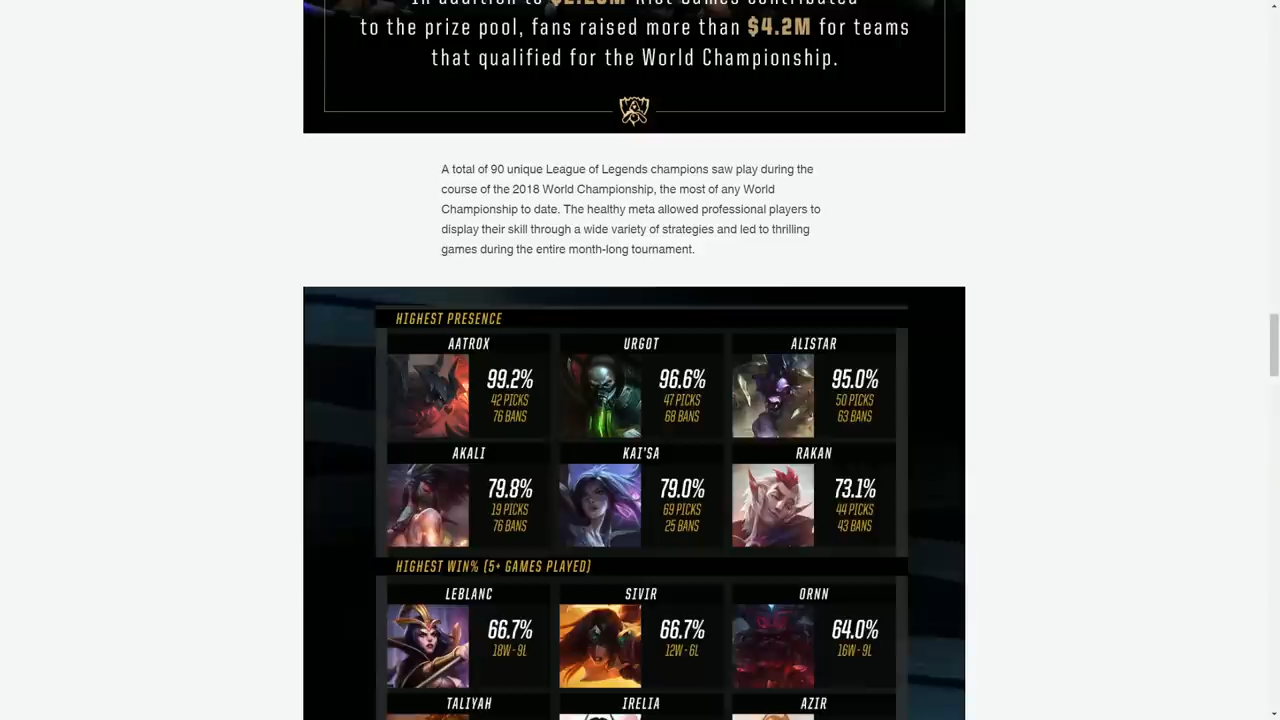 to the prize pool, fans raised more than $4.2M for teams
that qualified for the World Championship.
A total of 90 unique League of Legends champions saw play during the
course of the 2018 World Championship, the most of any World
Championship to date. The healthy meta allowed professional players to
display their skill through a wide variety of strategies and led to thrilling
games during the entire month-long tournament.
HIGHEST PRESENCE
AATROX
99.2%
42 PICKS
76 BANS
URGOT
96.6%
47 PICKS
68 BANS
ALISTAR
95.0%
50 PICKS
63 BANS
AKALI
79.8%
19 PICKS
76 BANS
KAI'SA
79.0%
69 PICKS
25 BANS
RAKAN
73.1%
44 PICKS
43 BANS
HIGHEST WIN% (5+ GAMES PLAYED)
LEBLANC
66.7%
18W - 9L
SIVIR
66.7%
12W - 6L
ORNN
64.0%
16W - 9L
TALIYAH
IRELIA
AZIR